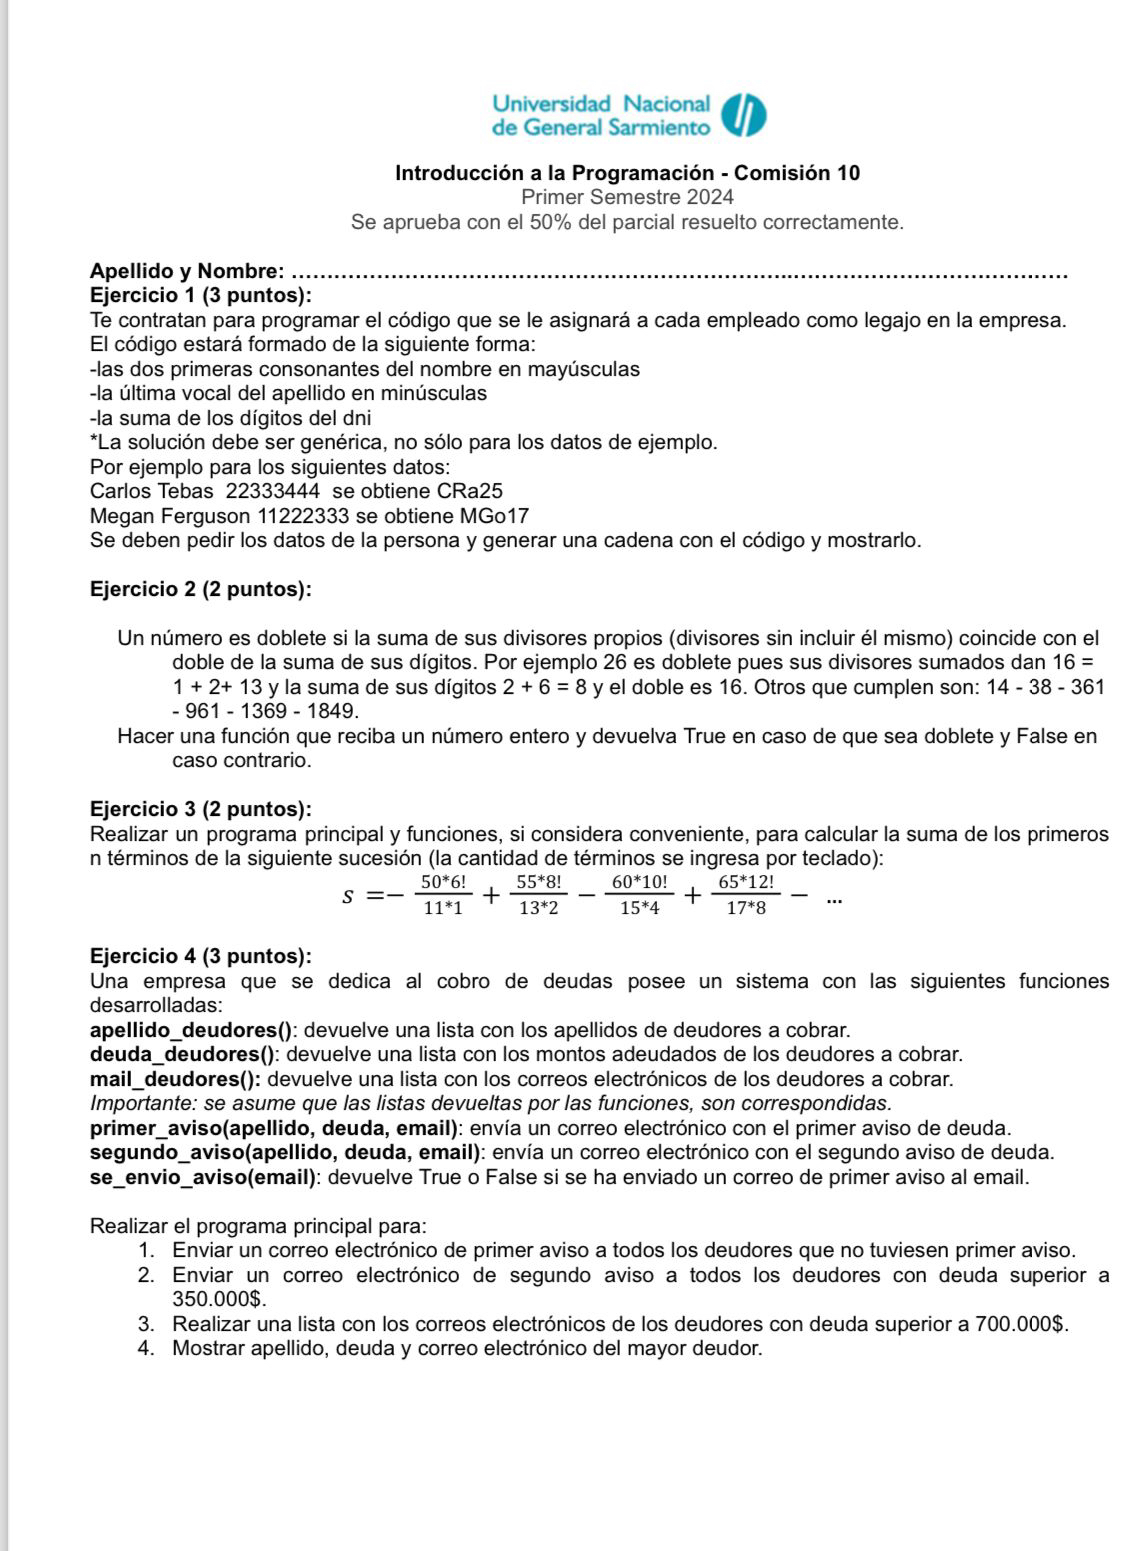 Universidad Nacional
de General Sarmiento
Introducción a la Programación - Comisión 10
Primer Semestre 2024
Se aprueba con el 50% del parcial resuelto correctamente.
Apellido y Nombre: ............................................................................................................
Ejercicio 1 (3 puntos):
Te contratan para programar el código que se le asignará a cada empleado como legajo en la empresa.
El código estará formado de la siguiente forma:
-las dos primeras consonantes del nombre en mayúsculas
-la última vocal del apellido en minúsculas
-la suma de los dígitos del dni
*La solución debe ser genérica, no sólo para los datos de ejemplo.
Por ejemplo para los siguientes datos:
Carlos Tebas 22333444 se obtiene CRa25
Megan Ferguson 11222333 se obtiene MGo17
Se deben pedir los datos de la persona y generar una cadena con el código y mostrarlo.
Ejercicio 2 (2 puntos):
Un número es doblete si la suma de sus divisores propios (divisores sin incluir él mismo) coincide con el
doble de la suma de sus dígitos. Por ejemplo 26 es doblete pues sus divisores sumados dan 16 =
1 + 2+ 13 y la suma de sus dígitos 2 + 6 = 8 y el doble es 16. Otros que cumplen son: 14 - 38 - 361
- 961 - 1369 - 1849.
Hacer una función que reciba un número entero y devuelva True en caso de que sea doblete y False en
caso contrario.
Ejercicio 3 (2 puntos):
Realizar un programa principal y funciones, si considera conveniente, para calcular la suma de los primeros
n términos de la siguiente sucesión (la cantidad de términos se ingresa por teclado):
s =− 50*6!/11*1 + 55*8!/13*2 − 60*10!/15*4 + 65*12!/17*8 − ...
Ejercicio 4 (3 puntos):
Una empresa que se dedica al cobro de deudas posee un sistema con las siguientes funciones
desarrolladas:
apellido_deudores(): devuelve una lista con los apellidos de deudores a cobrar.
deuda_deudores(): devuelve una lista con los montos adeudados de los deudores a cobrar.
mail_deudores(): devuelve una lista con los correos electrónicos de los deudores a cobrar.
Importante: se asume que las listas devueltas por las funciones, son correspondidas.
primer_aviso(apellido, deuda, email): envía un correo electrónico con el primer aviso de deuda.
segundo_aviso(apellido, deuda, email): envía un correo electrónico con el segundo aviso de deuda.
se_envio_aviso(email): devuelve True o False si se ha enviado un correo de primer aviso al email.
Realizar el programa principal para:
1. Enviar un correo electrónico de primer aviso a todos los deudores que no tuviesen primer aviso.
2. Enviar un correo electrónico de segundo aviso a todos los deudores con deuda superior a
350.000$.
3. Realizar una lista con los correos electrónicos de los deudores con deuda superior a 700.000$.
4. Mostrar apellido, deuda y correo electrónico del mayor deudor.